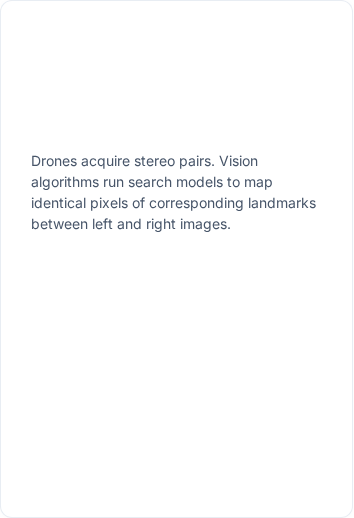 Drones acquire stereo pairs. Vision
algorithms run search models to map
identical pixels of corresponding landmarks
between left and right images.